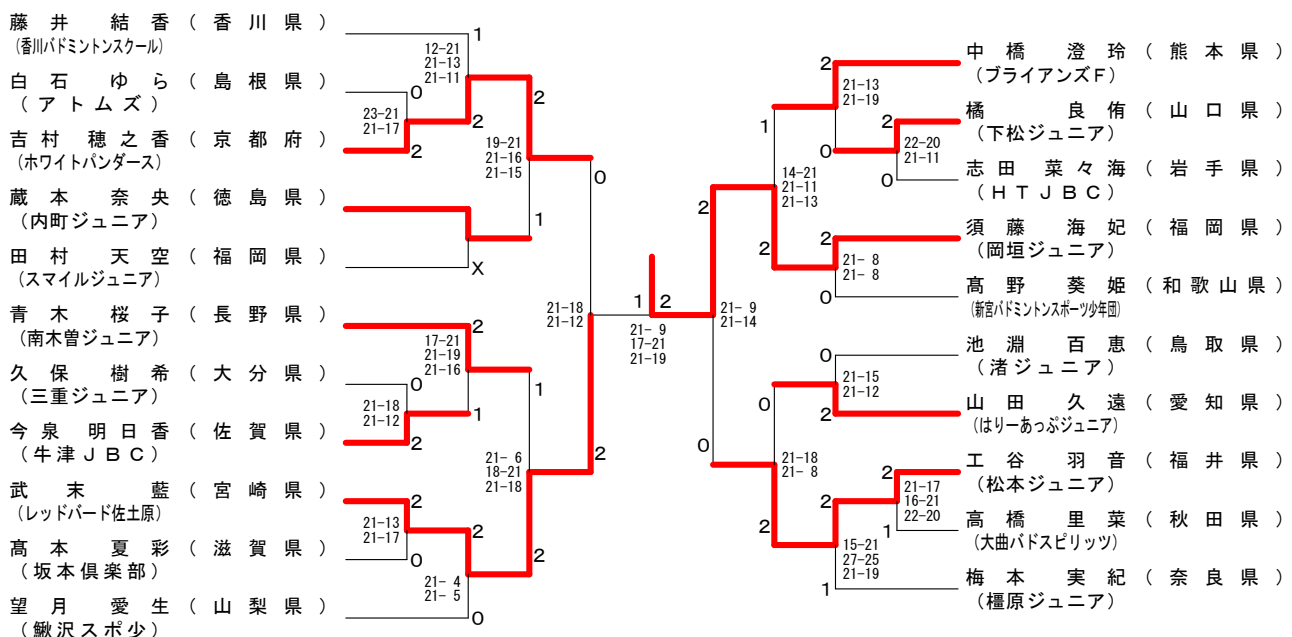 藤井結香(香川県)
(香川バドミントンスクール)
白石ゆら(島根県)
(アトムズ)
吉村穂之香(京都府)
(ホワイトパンダース)
蔵本奈央(徳島県)
(内町ジュニア)
田村天空(福岡県)
(スマイルジュニア)
青木桜子(長野県)
(南木曽ジュニア)
久保樹希(大分県)
(三重ジュニア)
今泉明日香(佐賀県)
(牛津JBC)
武末藍(宮崎県)
(レッドバード佐土原)
髙本夏彩(滋賀県)
(坂本倶楽部)
望月愛生(山梨県)
(鰍沢スポ少)
1
12-21
21-13
21-11
0
23-21
21-17
2
2
2
19-21
21-16
21-15
1
X
0
2
17-21
21-19
21-16
0
21-18
21-12
2
1
1
21-18
21-12
21- 6
18-21
21-18
2
2
21-13
21-17
0
2
21- 4
21- 5
0
2
1
2
21- 9
17-21
21-19
2
21- 9
21-14
0
1
14-21
21-11
21-13
2
2
21-13
21-19
0
2
22-20
21-11
0
2
21- 8
21- 8
0
0
21-15
21-12
2
0
21-18
21- 8
2
2
21-17
16-21
22-20
1
2
15-21
27-25
21-19
1
中橋澄玲(熊本県)
(ブライアンズF)
橘良侑(山口県)
(下松ジュニア)
志田菜々海(岩手県)
(HTJBC)
須藤海妃(福岡県)
(岡垣ジュニア)
髙野葵姫(和歌山県)
(新宮バドミントンスポーツ少年団)
池淵百恵(鳥取県)
(渚ジュニア)
山田久遠(愛知県)
(はりーあっぷジュニア)
工谷羽音(福井県)
(松本ジュニア)
高橋里菜(秋田県)
(大曲バドスピリッツ)
梅本実紀(奈良県)
(橿原ジュニア)